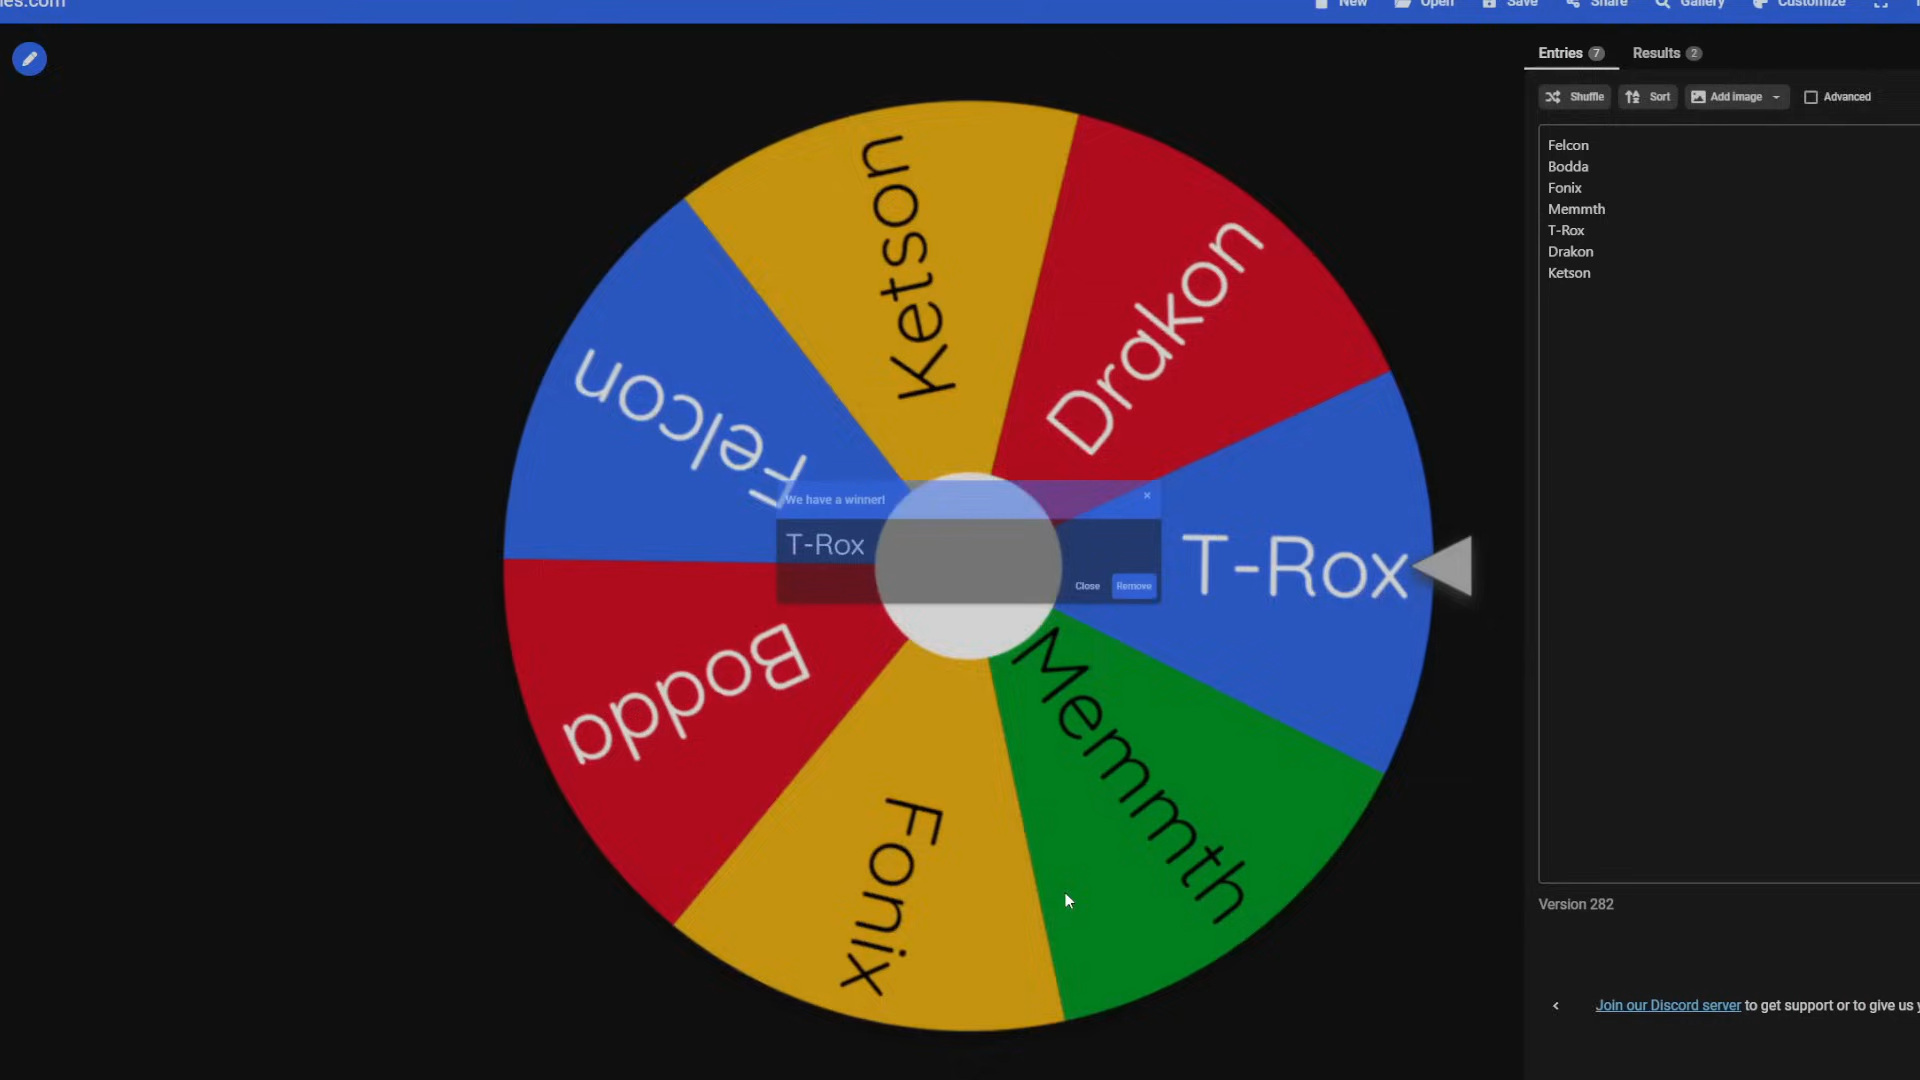 New
Open
Save
Share
Gallery
Customize
Entries 7
Results 2
Shuffle
Sort
Add image
Advanced
Felcon
Bodda
Fonix
Memmth
T-Rox
Drakon
Ketson
Ketson
Drakon
Felcon
T-Rox
Bodda
Memmth
Fonix
We have a winner!
T-Rox
Close
Remove
Version 282
Join our Discord server to get support or to give us